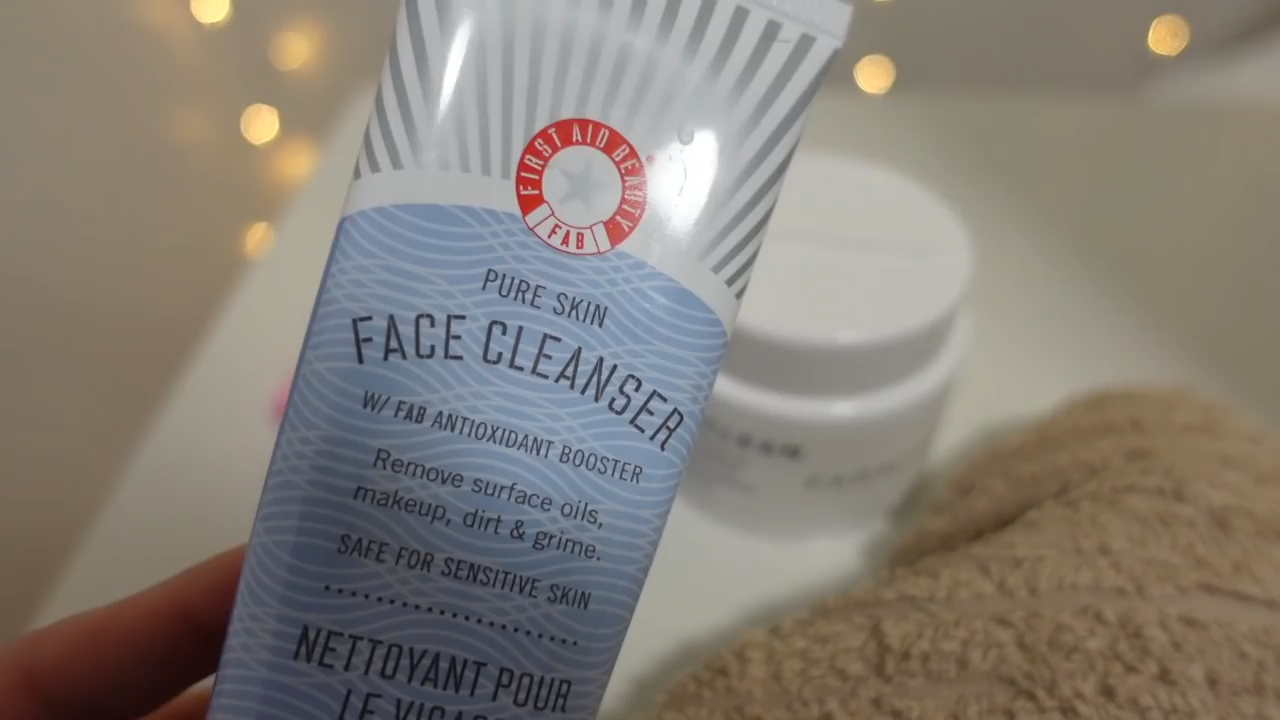 FIRST AID BEAUTY
FAB
PURE SKIN
FACE CLEANSER
W/ FAB ANTIOXIDANT BOOSTER
Remove surface oils,
makeup, dirt & grime.
SAFE FOR SENSITIVE SKIN
NETTOYANT POUR
LE